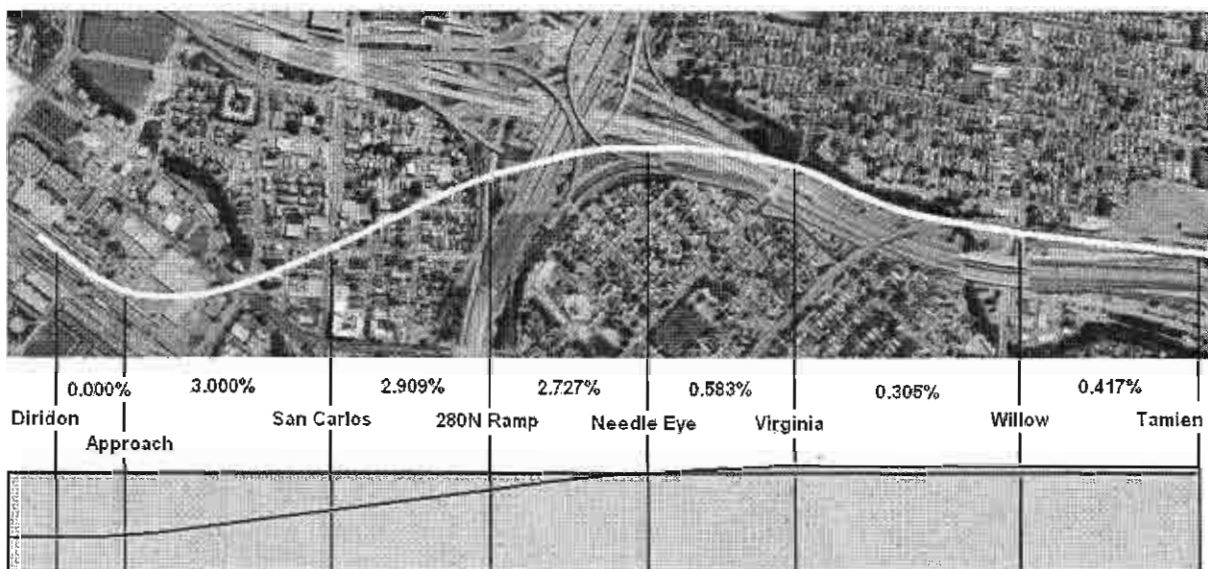 0.000% 3.000% 2.909% 2.727% 0.583% 0.305% 0.417%
Diridon San Carlos 280N Ramp Needle Eye Virginia Willow Tamien
Approach